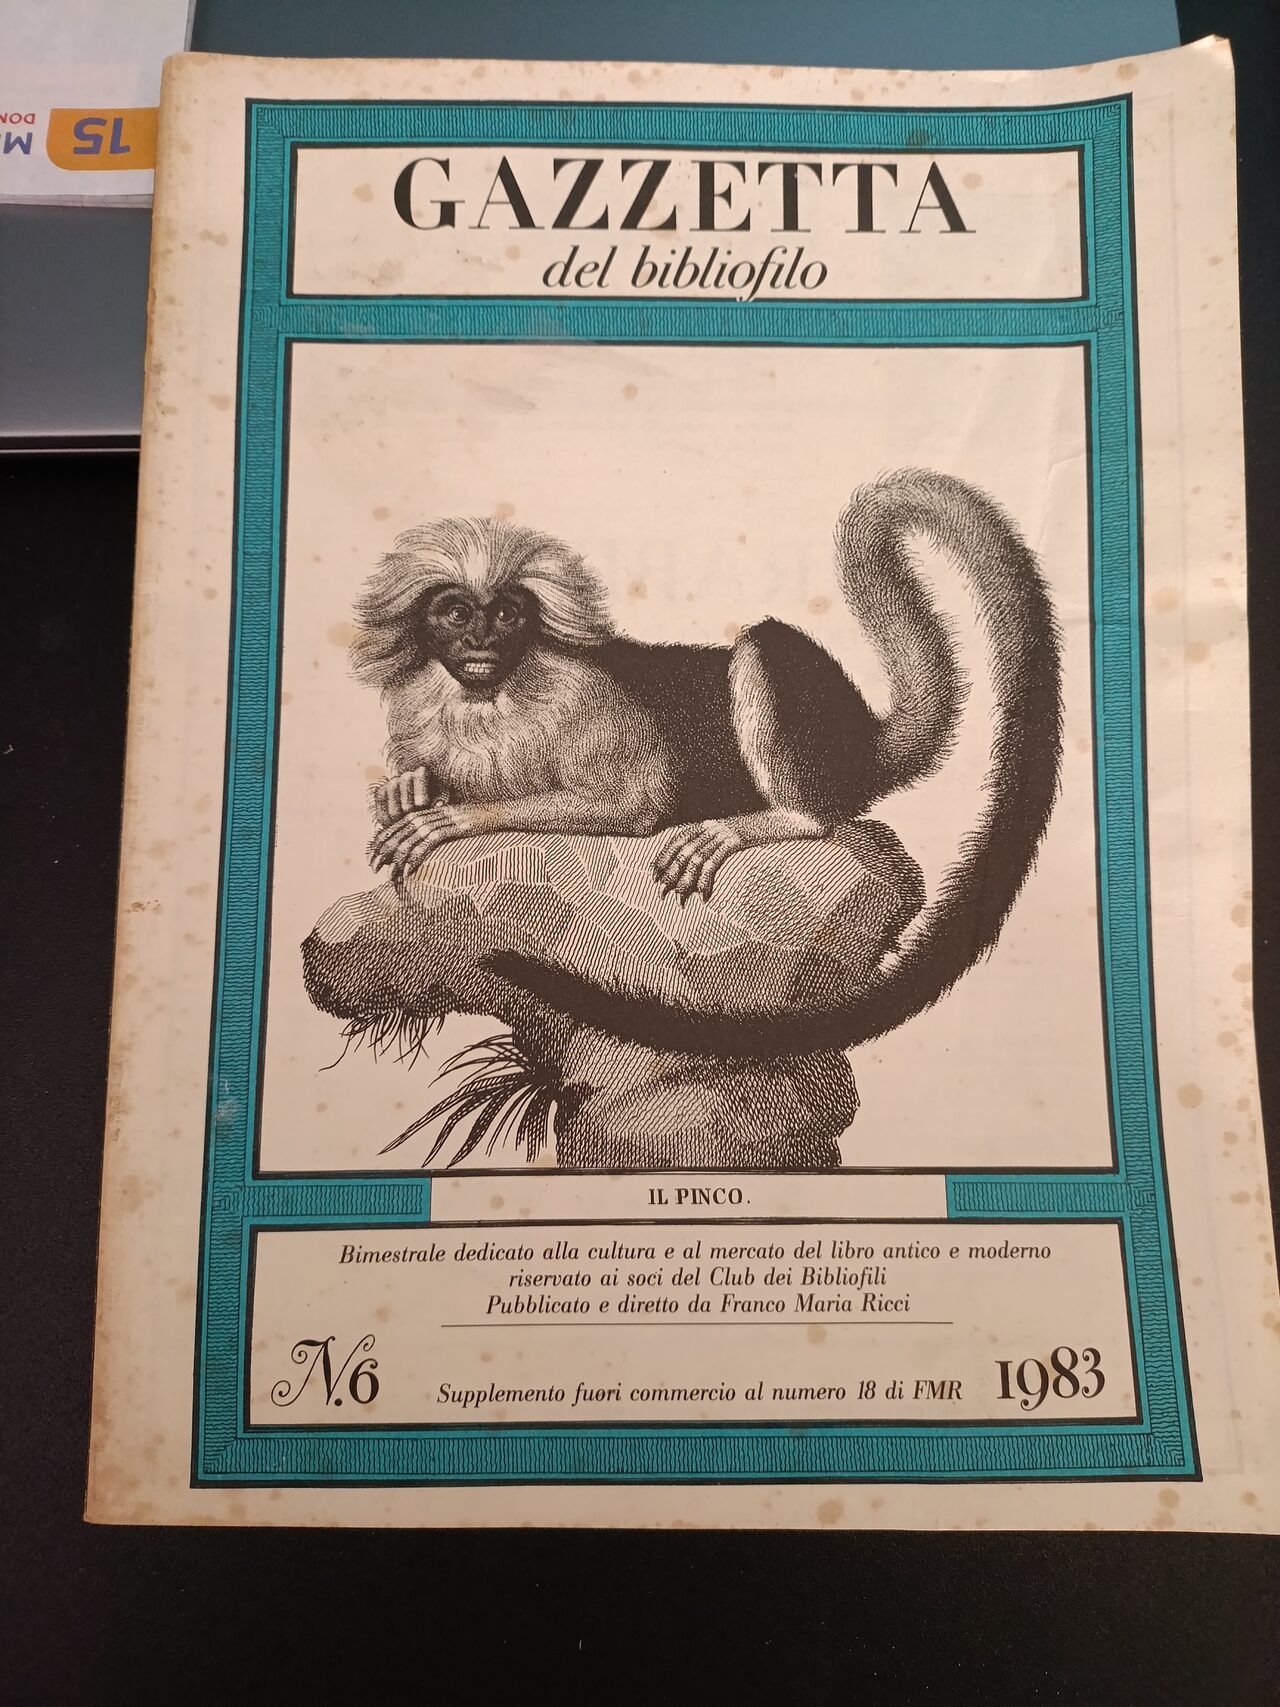 15
GAZZETTA
del bibliofilo
IL PINCO.
Bimestrale dedicato alla cultura e al mercato del libro antico e moderno
riservato ai soci del Club dei Bibliofili
Pubblicato e diretto da Franco Maria Ricci
N.6
Supplemento fuori commercio al numero 18 di FMR
1983